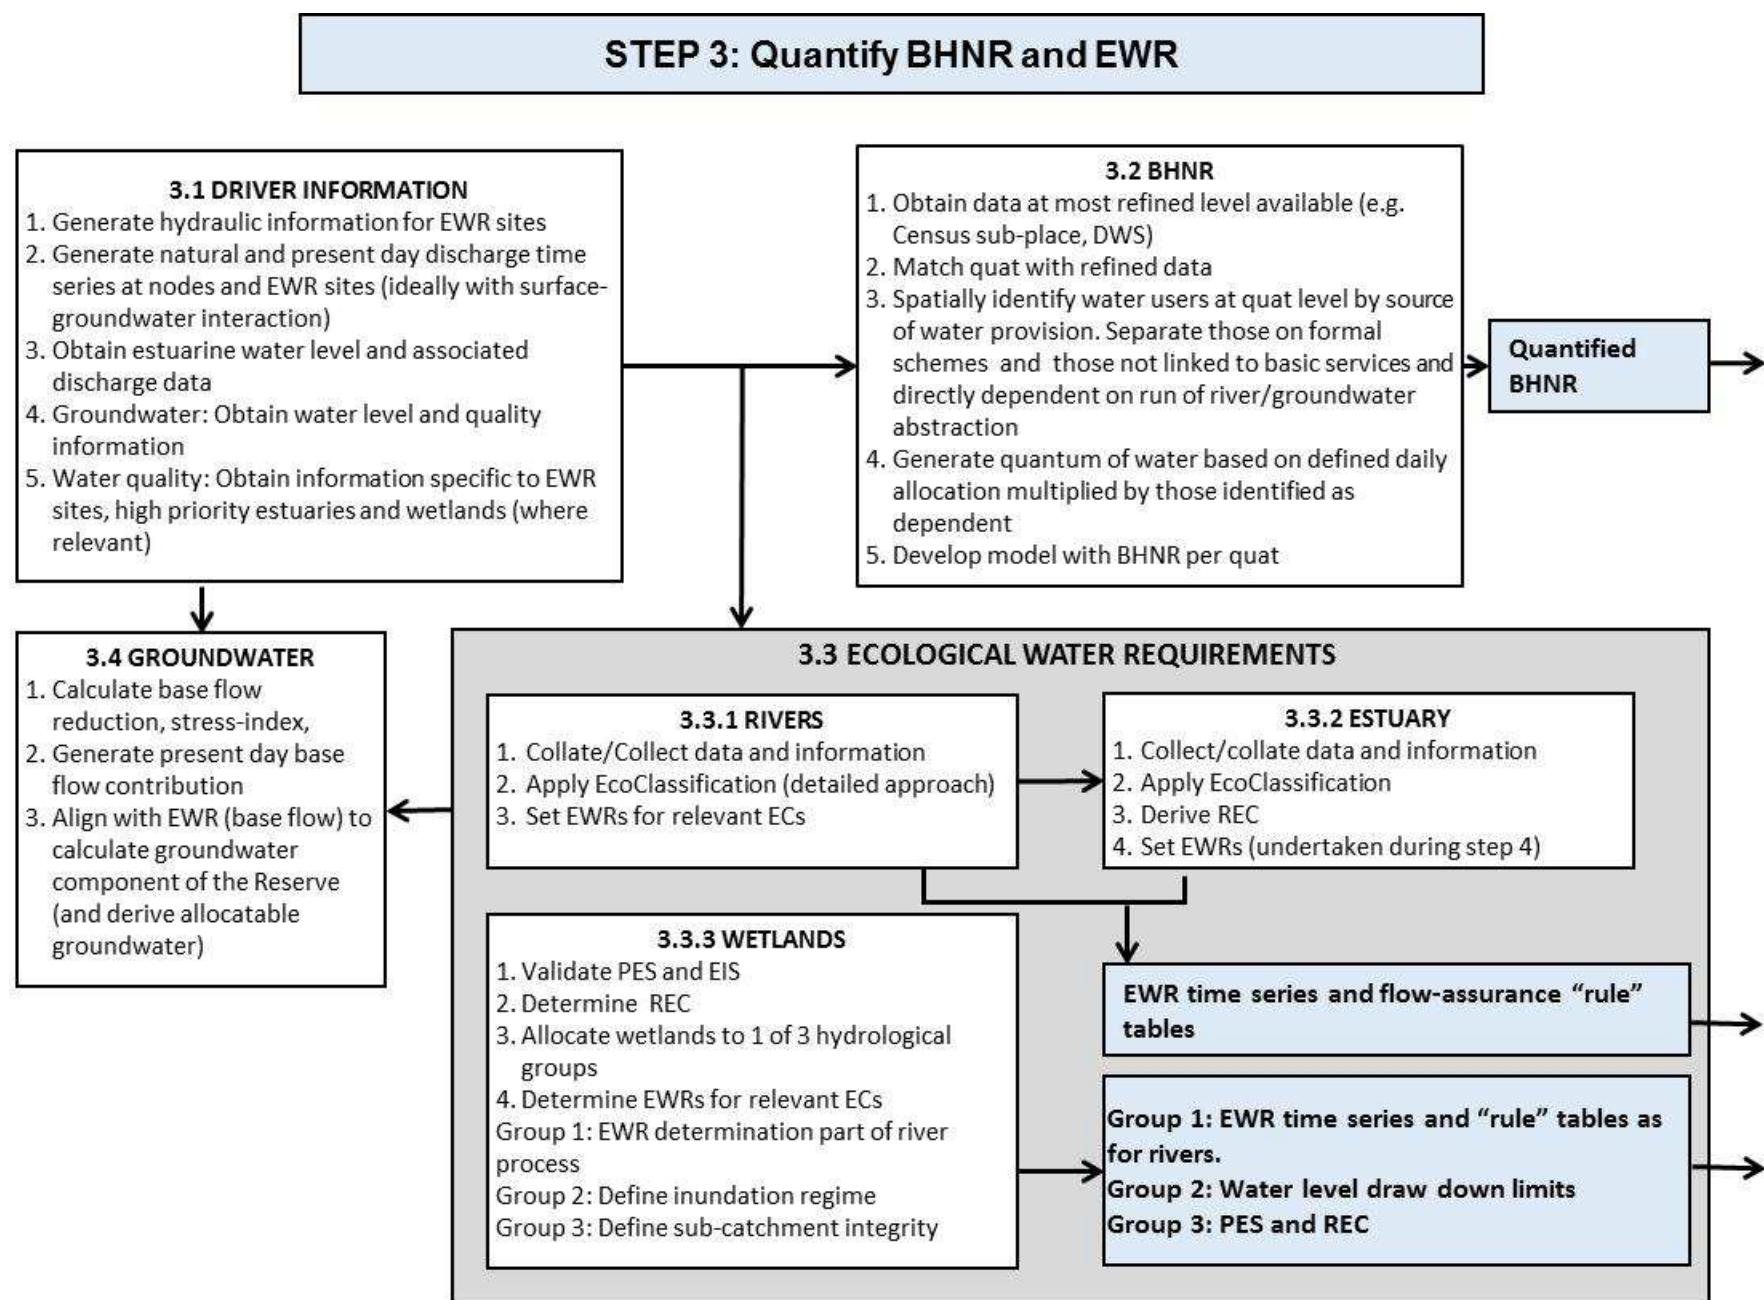 STEP 3: Quantify BHNR and EWR
3.1 DRIVER INFORMATION
1. Generate hydraulic information for EWR sites
2. Generate natural and present day discharge time
series at nodes and EWR sites (ideally with surface-
groundwater interaction)
3. Obtain estuarine water level and associated
discharge data
4. Groundwater: Obtain water level and quality
information
5. Water quality: Obtain information specific to EWR
sites, high priority estuaries and wetlands (where
relevant)
3.2 BHNR
1. Obtain data at most refined level available (e.g.
Census sub-place, DWS)
2. Match quat with refined data
3. Spatially identify water users at quat level by source
of water provision. Separate those on formal
schemes and those not linked to basic services and
directly dependent on run of river/groundwater
abstraction
4. Generate quantum of water based on defined daily
allocation multiplied by those identified as
dependent
5. Develop model with BHNR per quat
Quantified
BHNR
3.4 GROUNDWATER
1. Calculate base flow
reduction, stress-index,
2. Generate present day base
flow contribution
3. Align with EWR (base flow) to
calculate groundwater
component of the Reserve
(and derive allocatable
groundwater)
3.3 ECOLOGICAL WATER REQUIREMENTS
3.3.1 RIVERS
1. Collate/Collect data and information
2. Apply EcoClassification (detailed approach)
3. Set EWRs for relevant ECs
3.3.2 ESTUARY
1. Collect/collate data and information
2. Apply EcoClassification
3. Derive REC
4. Set EWRs (undertaken during step 4)
3.3.3 WETLANDS
1. Validate PES and EIS
2. Determine REC
3. Allocate wetlands to 1 of 3 hydrological
groups
4. Determine EWRs for relevant ECs
Group 1: EWR determination part of river
process
Group 2: Define inundation regime
Group 3: Define sub-catchment integrity
EWR time series and flow-assurance “rule”
tables
Group 1: EWR time series and “rule” tables as
for rivers.
Group 2: Water level draw down limits
Group 3: PES and REC